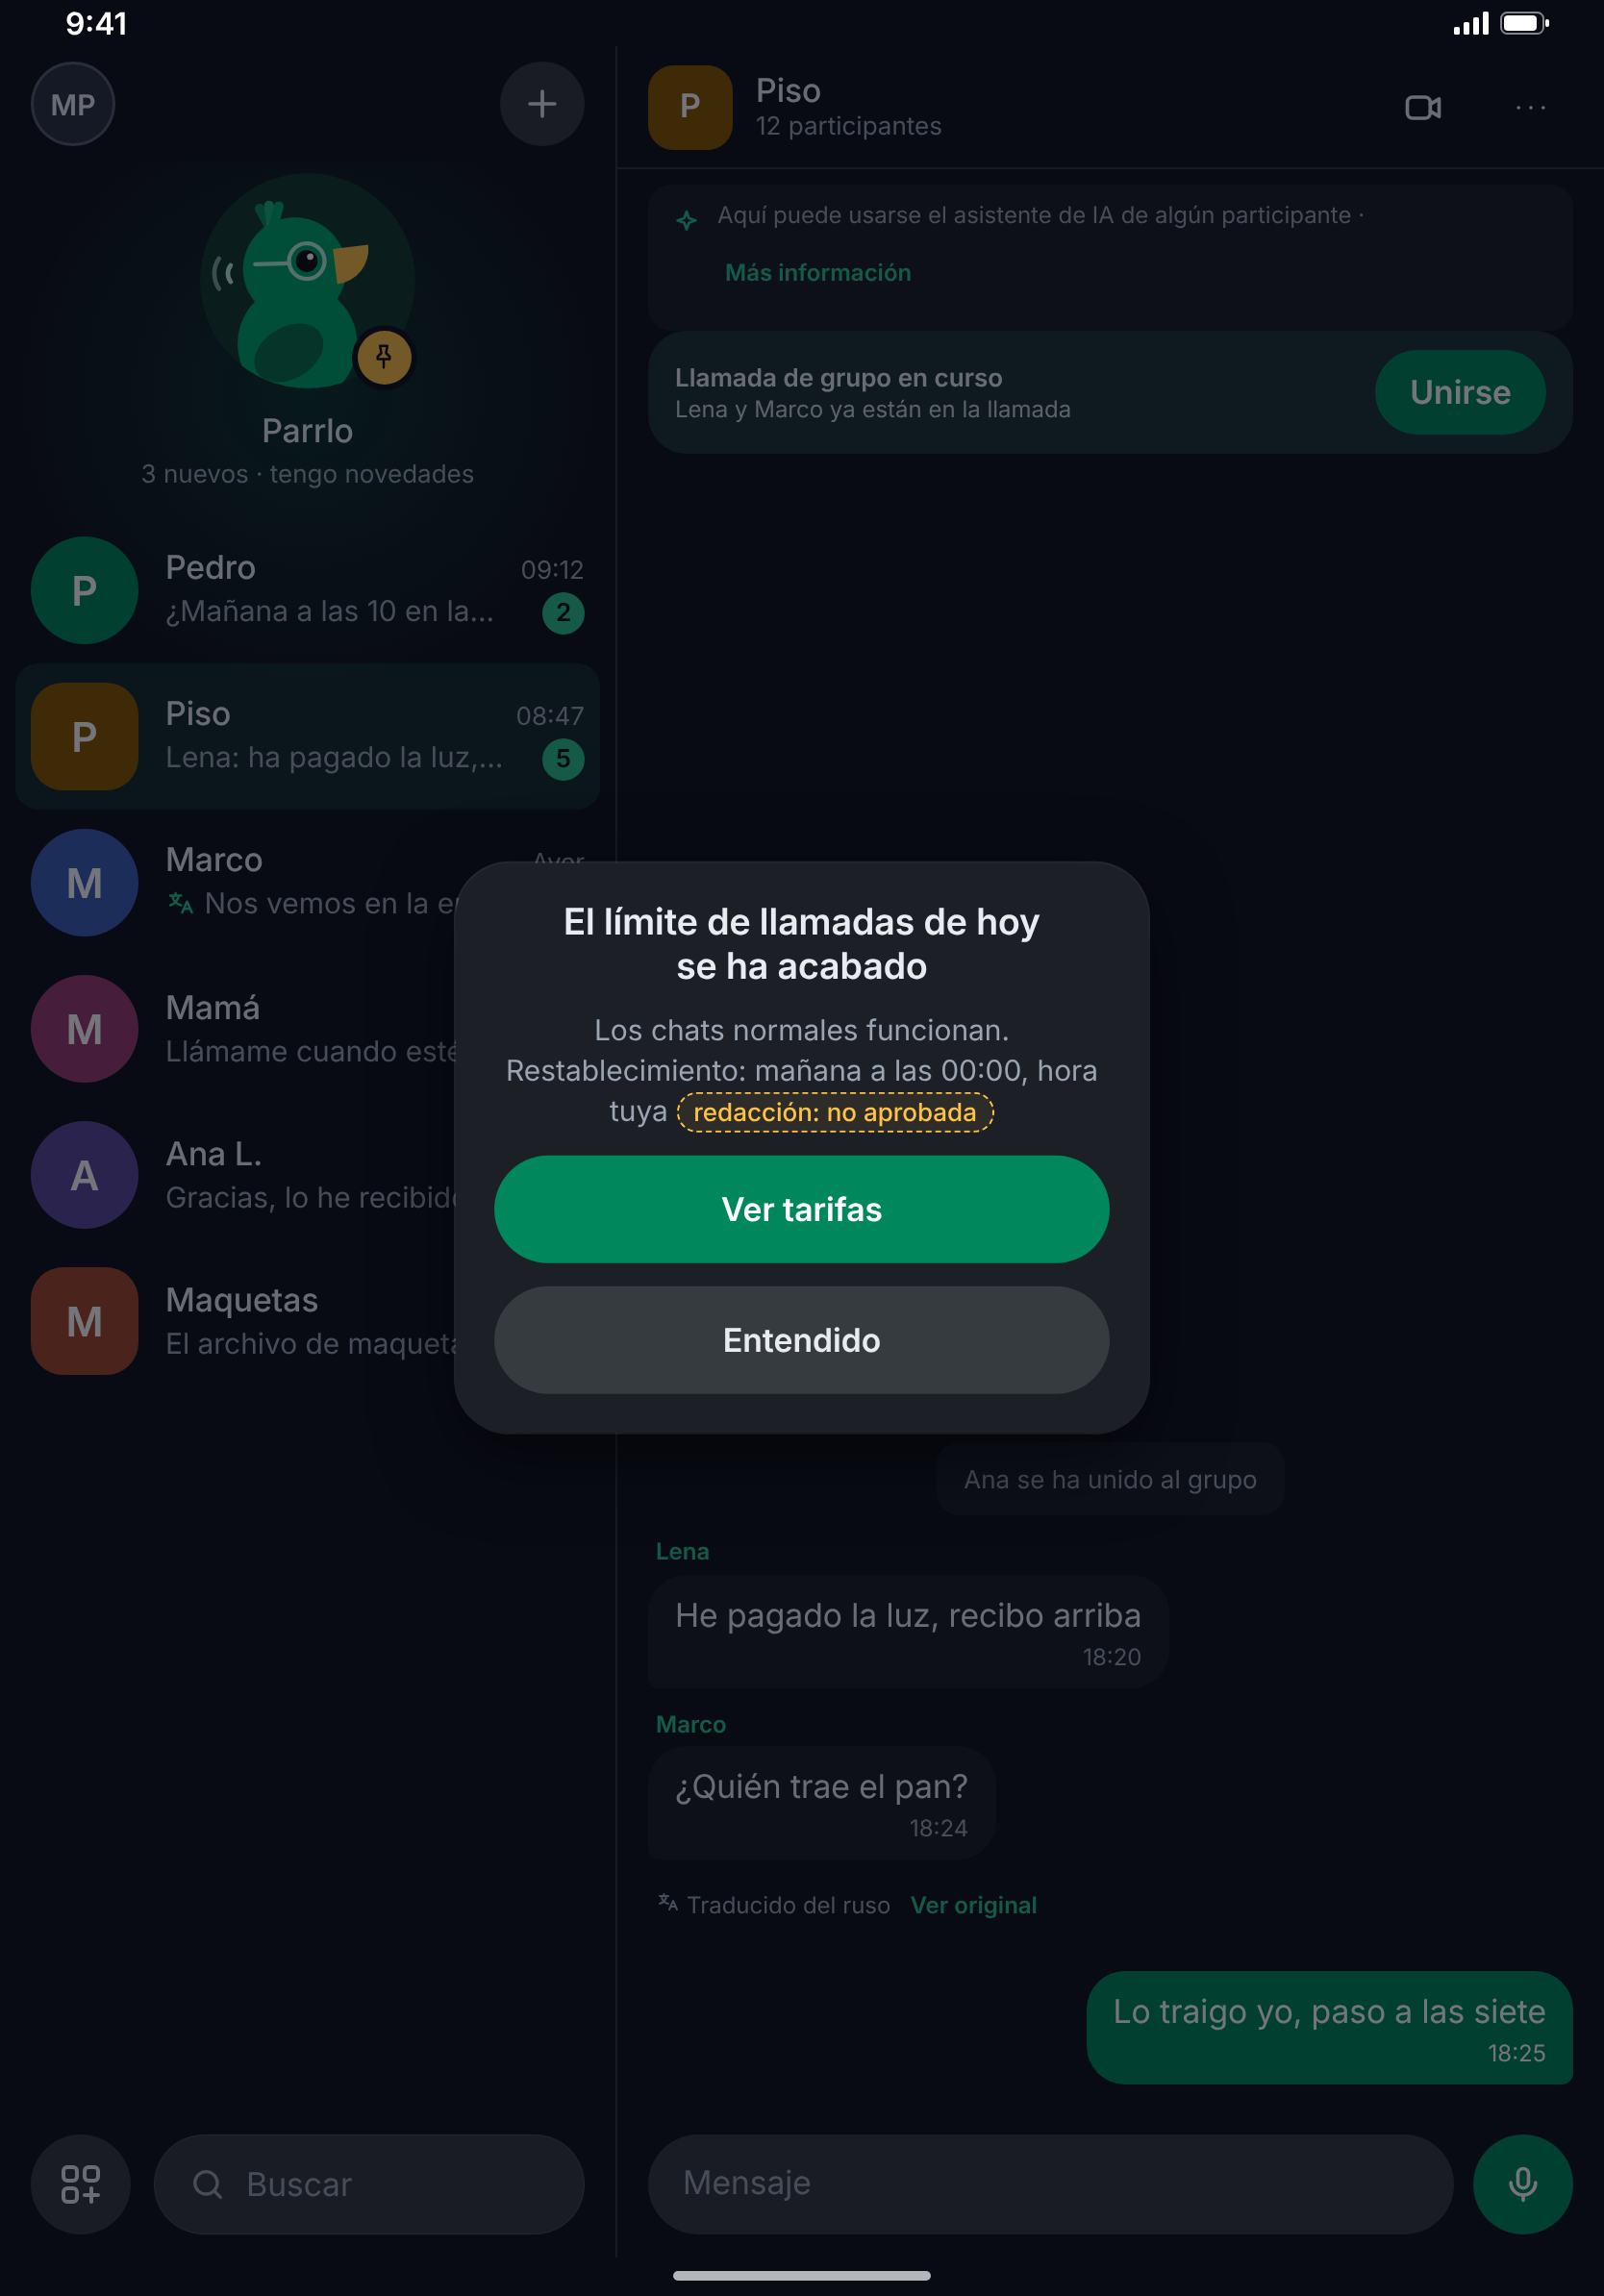 9:41
MP
Parrlo
3 nuevos · tengo novedades
P
Pedro
09:12
¿Mañana a las 10 en la...
2
P
Piso
08:47
Lena: ha pagado la luz,...
5
M
Marco
Ayer
Nos vemos en la en
M
Mamá
Llámame cuando esté
A
Ana L.
Gracias, lo he recibido
M
Maquetas
El archivo de maqueta
Buscar
P
Piso
12 participantes
Aquí puede usarse el asistente de IA de algún participante ·
Más información
Llamada de grupo en curso
Lena y Marco ya están en la llamada
Unirse
El límite de llamadas de hoy
se ha acabado
Los chats normales funcionan.
Restablecimiento: mañana a las 00:00, hora
tuya redacción: no aprobada
Ver tarifas
Entendido
Ana se ha unido al grupo
Lena
He pagado la luz, recibo arriba
18:20
Marco
¿Quién trae el pan?
18:24
Traducido del ruso Ver original
Lo traigo yo, paso a las siete
18:25
Mensaje